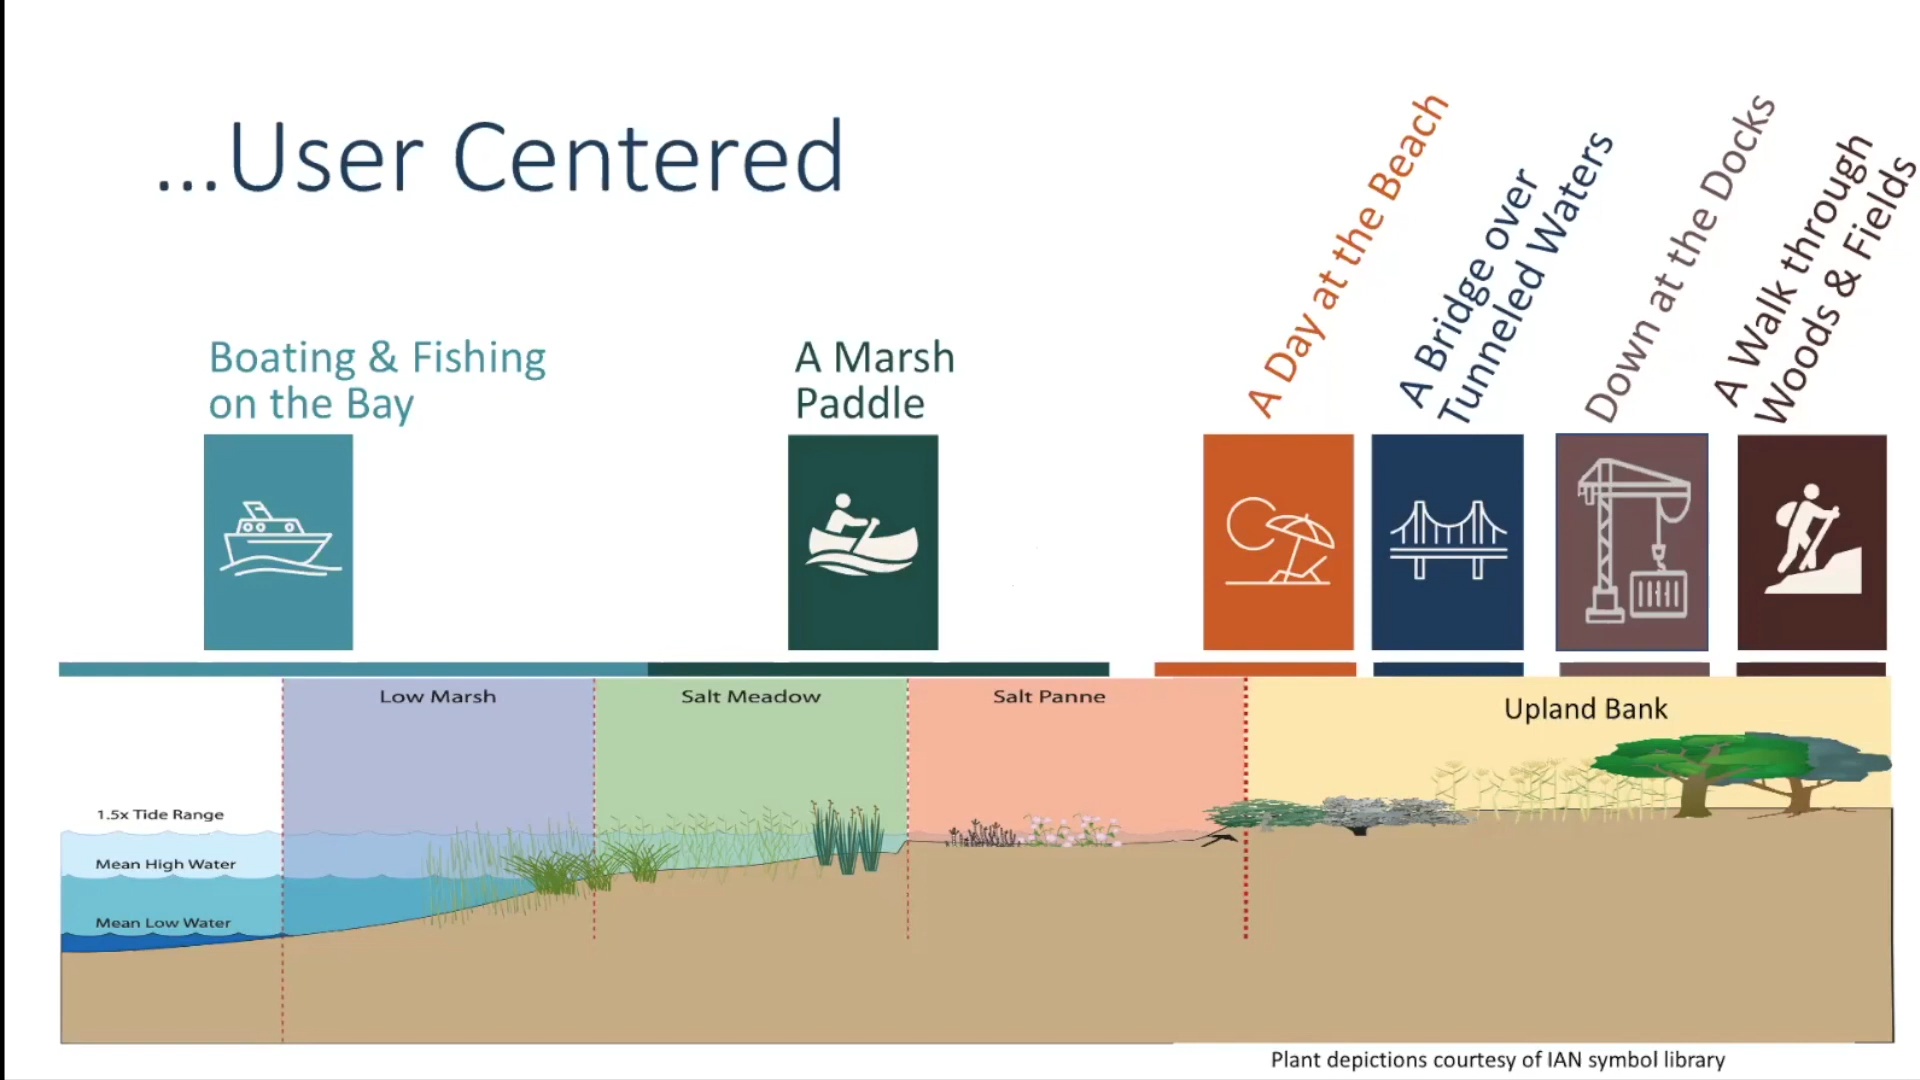 ...User Centered
Boating & Fishing
on the Bay
A Marsh
Paddle
A Day at the Beach
A Bridge over
Tunneled Waters
Down at the Docks
A Walk through
Woods & Fields
Low Marsh
Salt Meadow
Salt Panne
Upland Bank
1.5x Tide Range
Mean High Water
Mean Low Water
Plant depictions courtesy of IAN symbol library